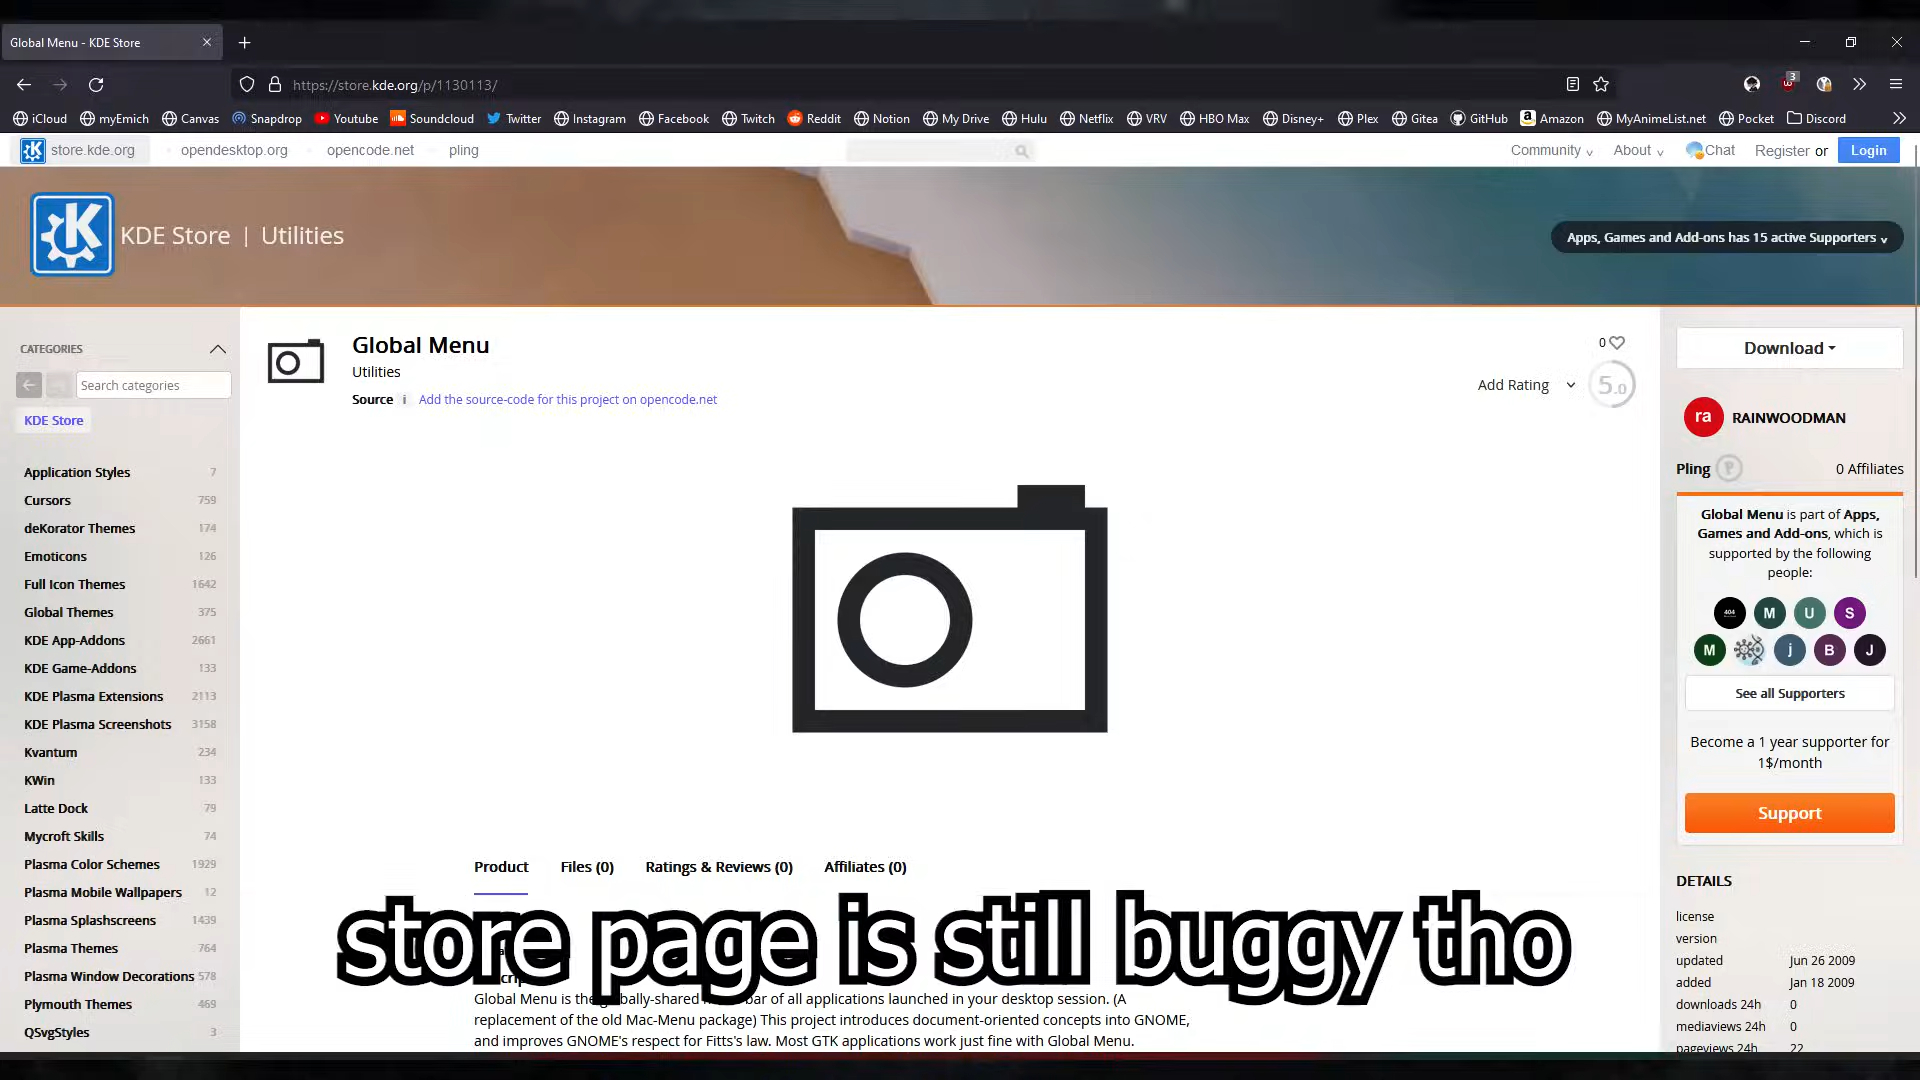 Global Menu - KDE Store
https://store.kde.org/p/1130113/
3
iCloud myEmich Canvas Snapdrop Youtube Soundcloud Twitter Instagram Facebook Twitch Reddit Notion My Drive Hulu Netflix VRV HBO Max Disney+ Plex Gitea GitHub Amazon MyAnimeList.net Pocket Discord
store.kde.org opendesktop.org opencode.net pling Community About Chat Register or Login
KDE Store | Utilities
Apps, Games and Add-ons has 15 active Supporters
CATEGORIES
Search categories
KDE Store
Application Styles 7
Cursors 759
deKorator Themes 174
Emoticons 126
Full Icon Themes 1642
Global Themes 375
KDE App-Addons 2661
KDE Game-Addons 133
KDE Plasma Extensions 2113
KDE Plasma Screenshots 3158
Kvantum 234
KWin 133
Latte Dock 79
Mycroft Skills 74
Plasma Color Schemes 1929
Plasma Mobile Wallpapers 12
Plasma Splashscreens 1439
Plasma Themes 764
Plasma Window Decorations 578
Plymouth Themes 469
QSvgStyles 3
Global Menu
Utilities
Source i Add the source-code for this project on opencode.net
0
Add Rating 5.0
Product Files (0) Ratings & Reviews (0) Affiliates (0)
store page is still buggy tho
Global Menu is the globally-shared bar of all applications launched in your desktop session. (A
replacement of the old Mac-Menu package) This project introduces document-oriented concepts into GNOME,
and improves GNOME's respect for Fitts's law. Most GTK applications work just fine with Global Menu.
Download
ra RAINWOODMAN
Pling 0 Affiliates
Global Menu is part of Apps,
Games and Add-ons, which is
supported by the following
people:
404 M U S
M j B J
See all Supporters
Become a 1 year supporter for
1$/month
Support
DETAILS
license
version
updated Jun 26 2009
added Jan 18 2009
downloads 24h 0
mediaviews 24h 0
pageviews 24h 22